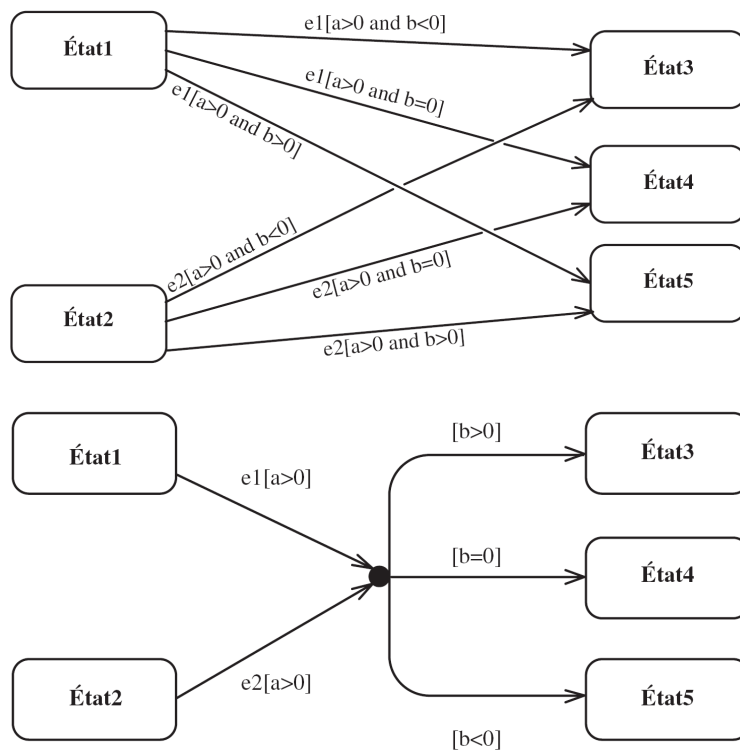 État1
e1[a>0 and b<0]
État3
e1[a>0 and b=0]
e1[a>0 and b>0]
État4
e2[a>0 and b<0]
e2[a>0 and b=0]
État5
État2
e2[a>0 and b>0]
État1
e1[a>0]
[b>0]
État3
[b=0]
État4
État2
e2[a>0]
État5
[b<0]